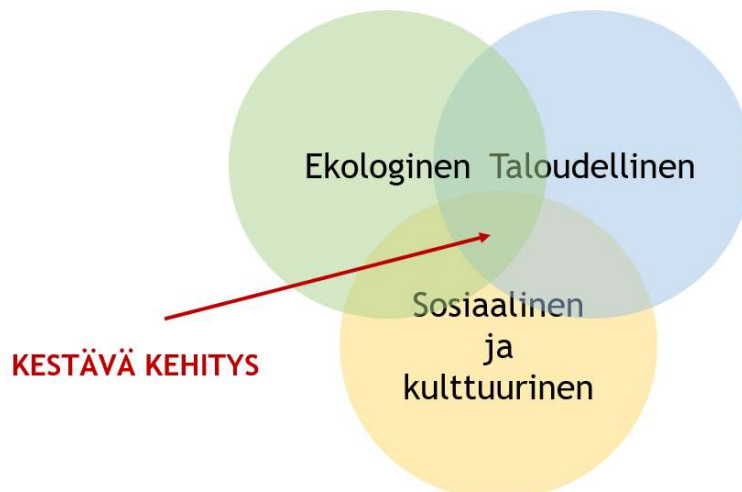 Ekologinen Taloudellinen
Sosiaalinen
ja
kulttuurinen
KESTÄVÄ KEHITYS